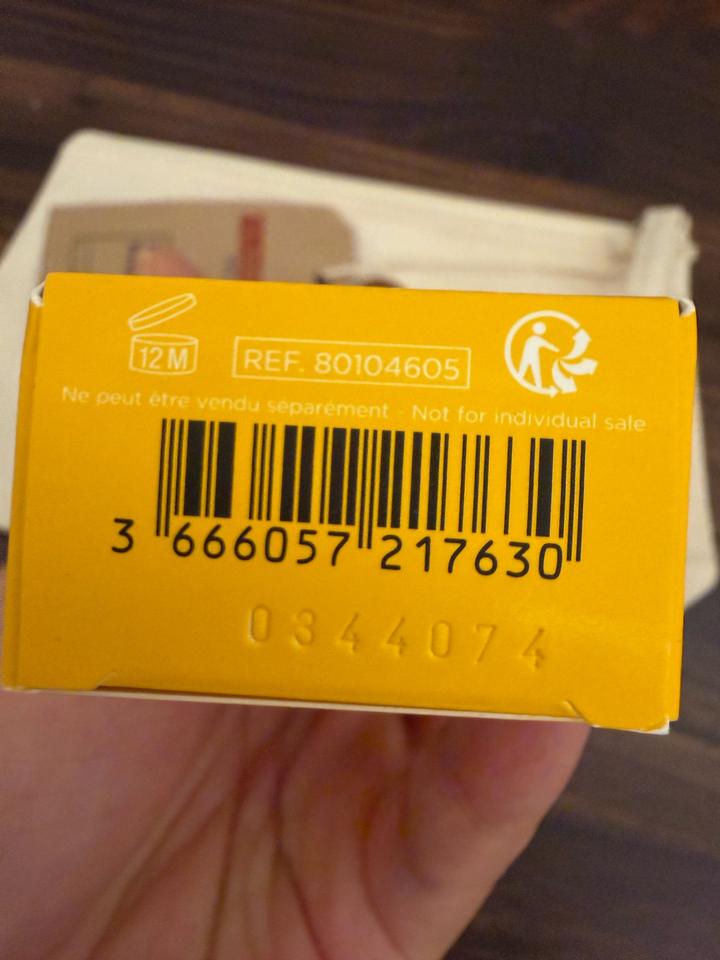 12 M
REF. 80104605
Ne peut être vendu séparément - Not for individual sale
3 666057 217630
0344074